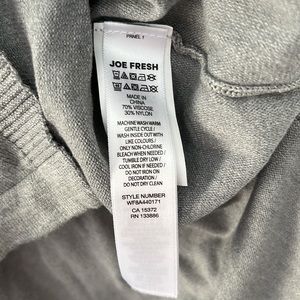 PANEL 1
JOE FRESH
MADE IN
CHINA
70% VISCOSE
30% NYLON
MACHINE WASH WARM
GENTLE CYCLE /
WASH INSIDE OUT WITH
LIKE COLOURS /
ONLY NON-CHLORINE
BLEACH WHEN NEEDED /
TUMBLE DRY LOW /
COOL IRON IF NEEDED /
DO NOT IRON ON
DECORATION /
DO NOT DRY CLEAN
STYLE NUMBER
WF8A440171
CA 15372
RN 133886